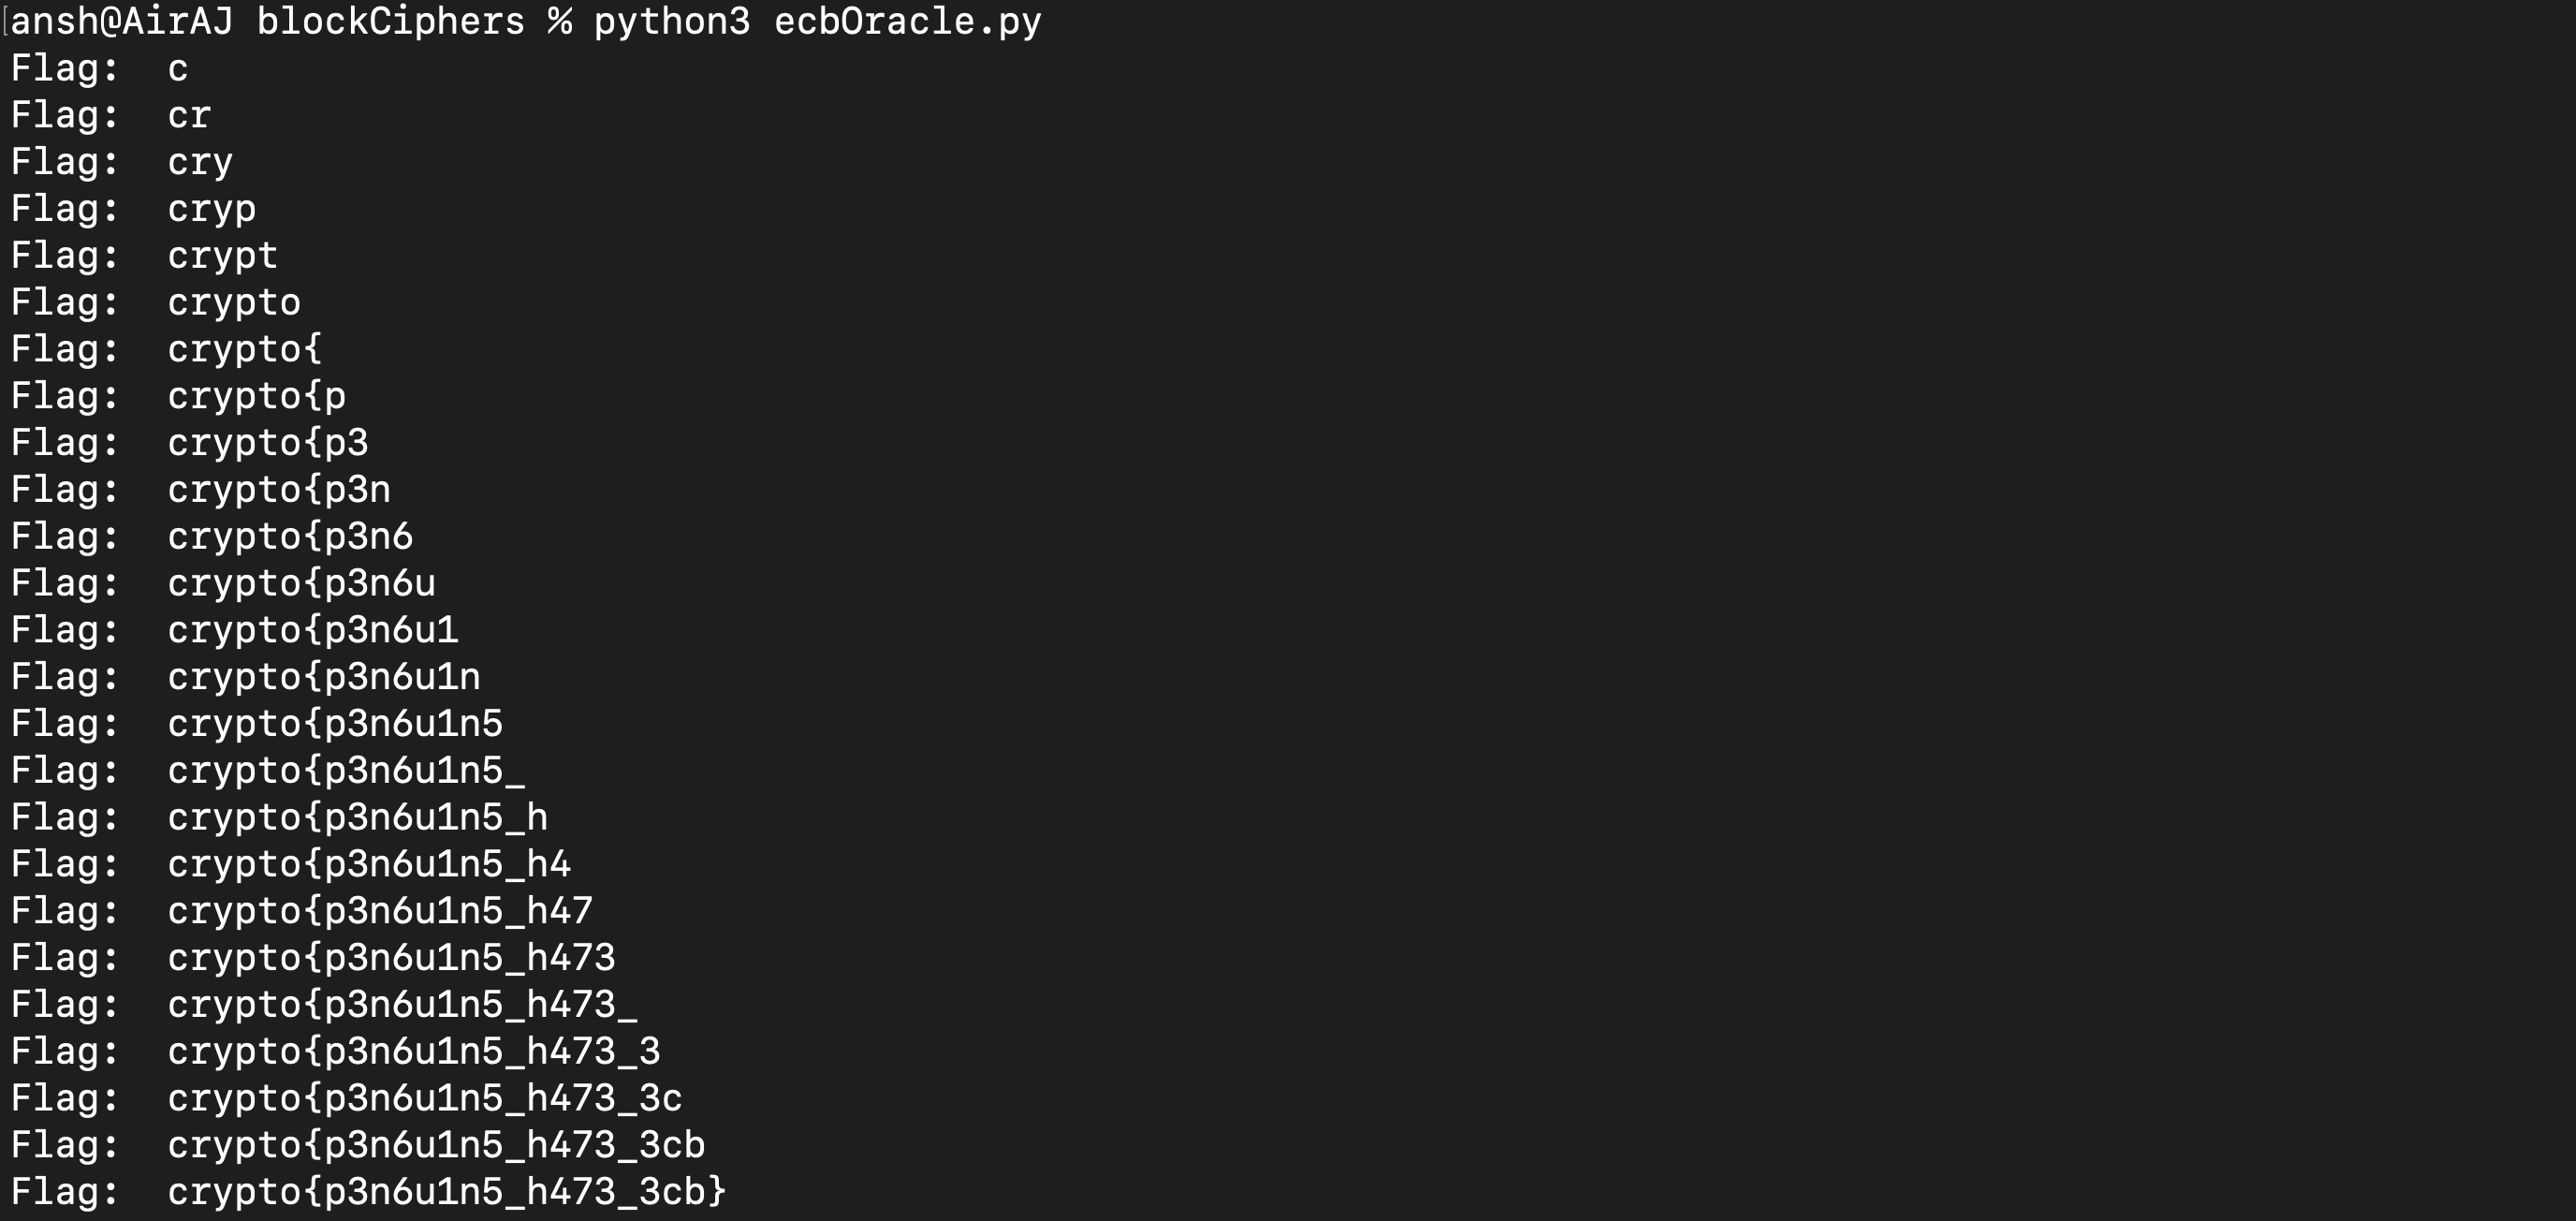 [ansh@AirAJ blockCiphers % python3 ecbOracle.py
Flag:  c
Flag:  cr
Flag:  cry
Flag:  cryp
Flag:  crypt
Flag:  crypto
Flag:  crypto{
Flag:  crypto{p
Flag:  crypto{p3
Flag:  crypto{p3n
Flag:  crypto{p3n6
Flag:  crypto{p3n6u
Flag:  crypto{p3n6u1
Flag:  crypto{p3n6u1n
Flag:  crypto{p3n6u1n5
Flag:  crypto{p3n6u1n5_
Flag:  crypto{p3n6u1n5_h
Flag:  crypto{p3n6u1n5_h4
Flag:  crypto{p3n6u1n5_h47
Flag:  crypto{p3n6u1n5_h473
Flag:  crypto{p3n6u1n5_h473_
Flag:  crypto{p3n6u1n5_h473_3
Flag:  crypto{p3n6u1n5_h473_3c
Flag:  crypto{p3n6u1n5_h473_3cb
Flag:  crypto{p3n6u1n5_h473_3cb}